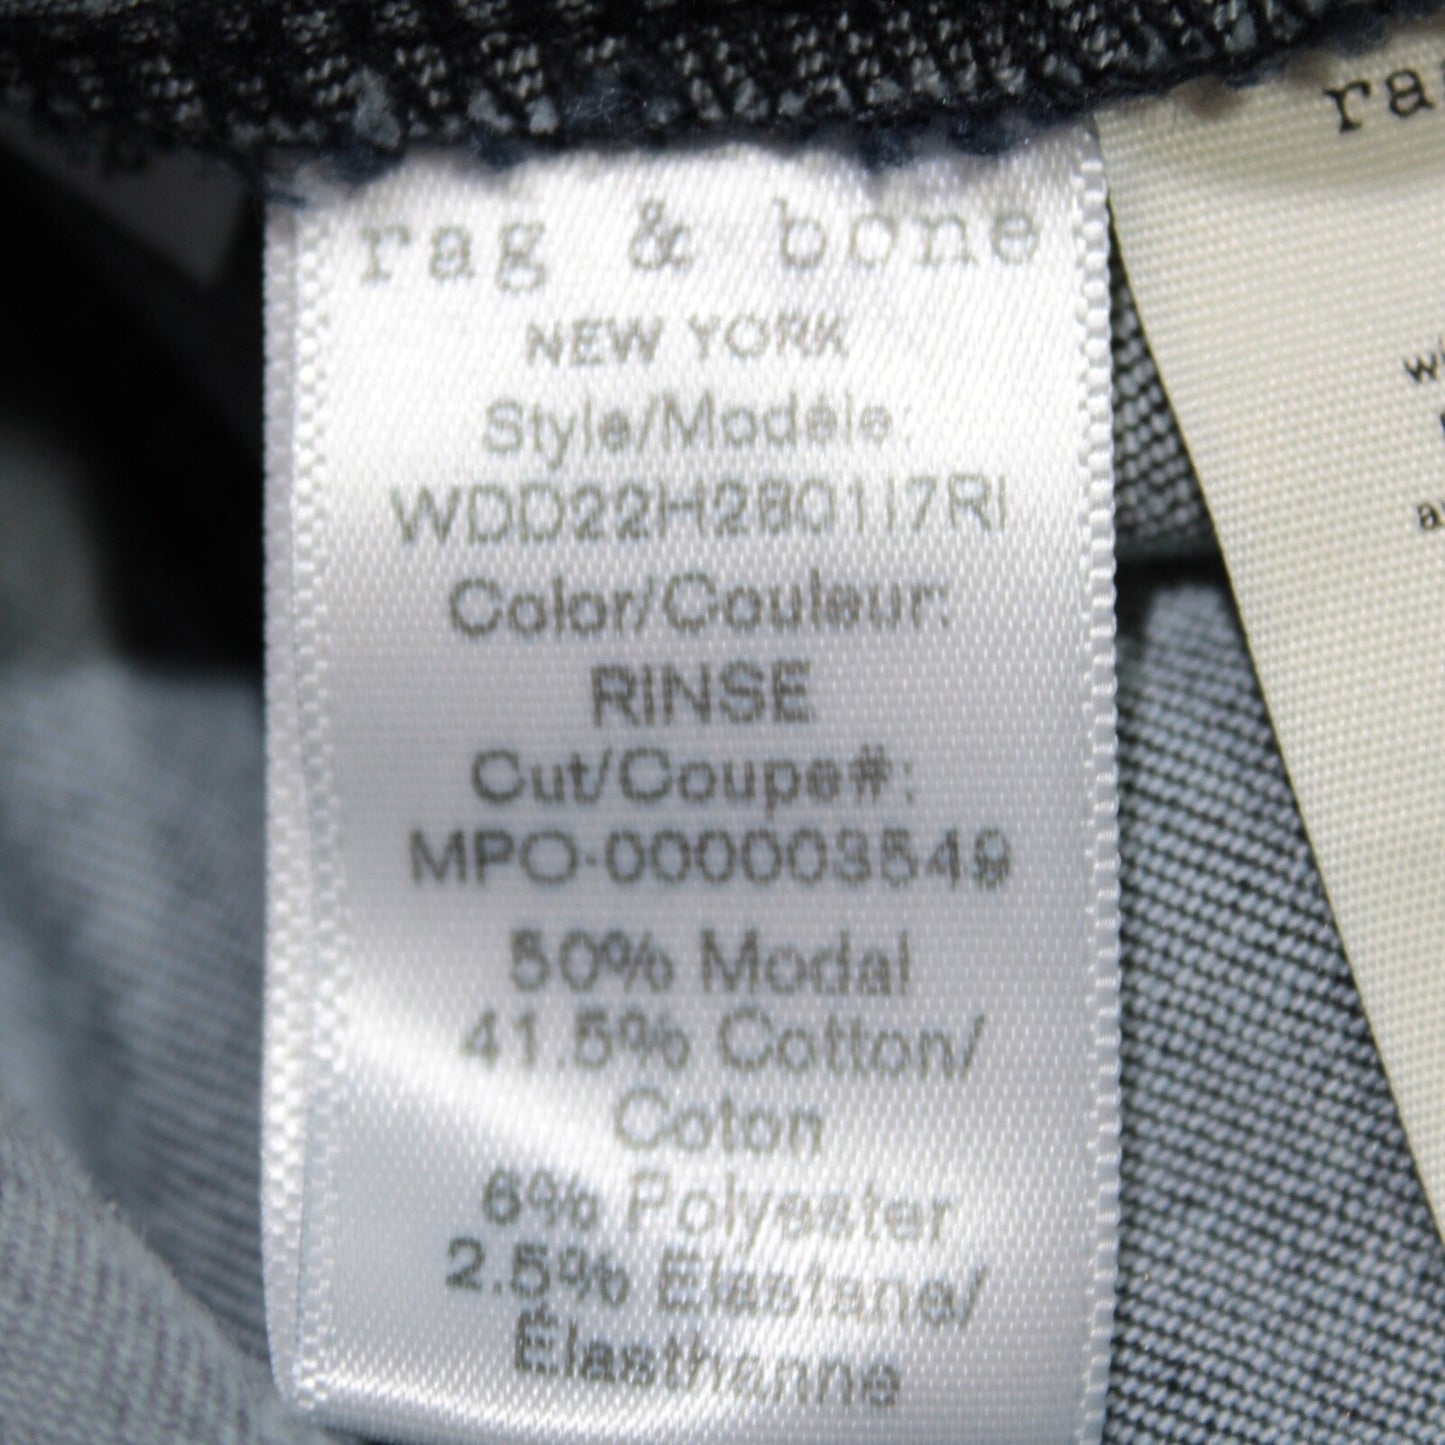 rag & bone
NEW YORK
Style/Modèle:
WDD22H2801I7RI
Color/Couleur:
RINSE
Cut/Coupe#:
MPO-000003549
50% Modal
41.5% Cotton/
Coton
6% Polyester
2.5% Elastane/
Élasthanne